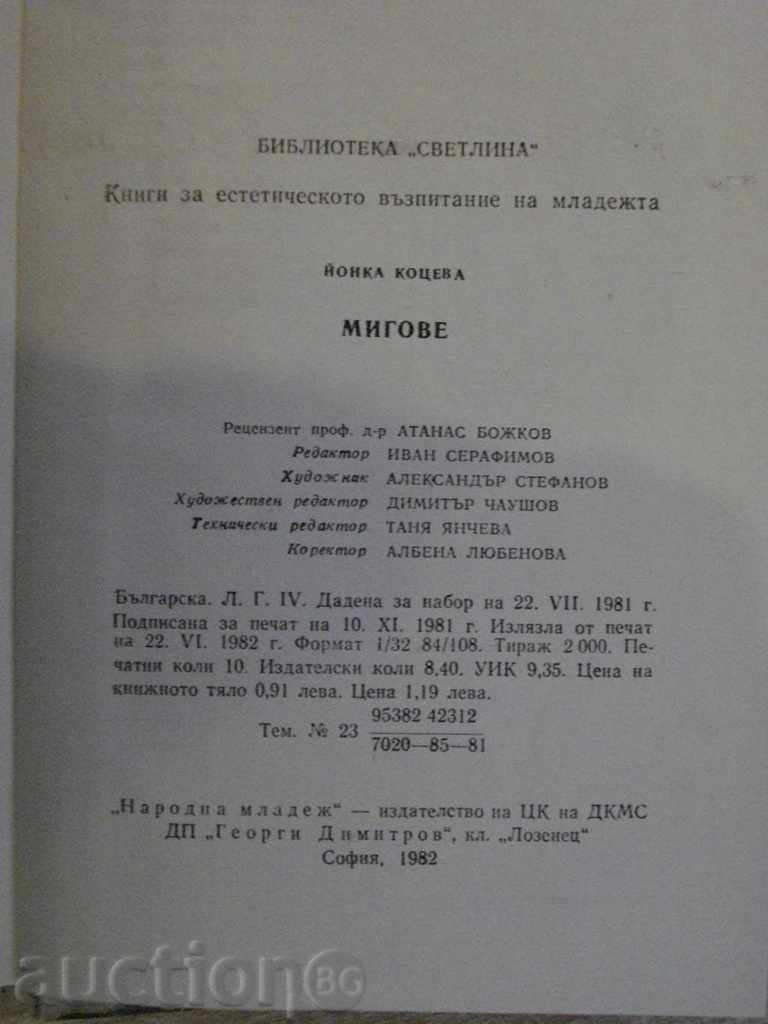 БИБЛИОТЕКА „СВЕТЛИНА“
Книги за естетическото възпитание на младежта
ЙОНКА КОЦЕВА
МИГОВЕ
Рецензент проф. д-р АТАНАС БОЖКОВ
Редактор ИВАН СЕРАФИМОВ
Художник АЛЕКСАНДЪР СТЕФАНОВ
Художествен редактор ДИМИТЪР ЧАУШОВ
Технически редактор ТАНЯ ЯНЧЕВА
Коректор АЛБЕНА ЛЮБЕНОВА
Българска. Л. Г. IV. Дадена за набор на 22. VII. 1981 г.
Подписана за печат на 10. XI. 1981 г. Излязла от печат
на 22. VI. 1982 г. Формат 1/32 84/108. Тираж 2 000. Пе-
чатни коли 10. Издателски коли 8,40. УИК 9,35. Цена на
книжното тяло 0,91 лева. Цена 1,19 лева.
Тем. № 23 95382 42312
7020—85—81
„Народна младеж“ — издателство на ЦК на ДКМС
ДП „Георги Димитров“, кл. „Лозенец“
София, 1982
auction BG